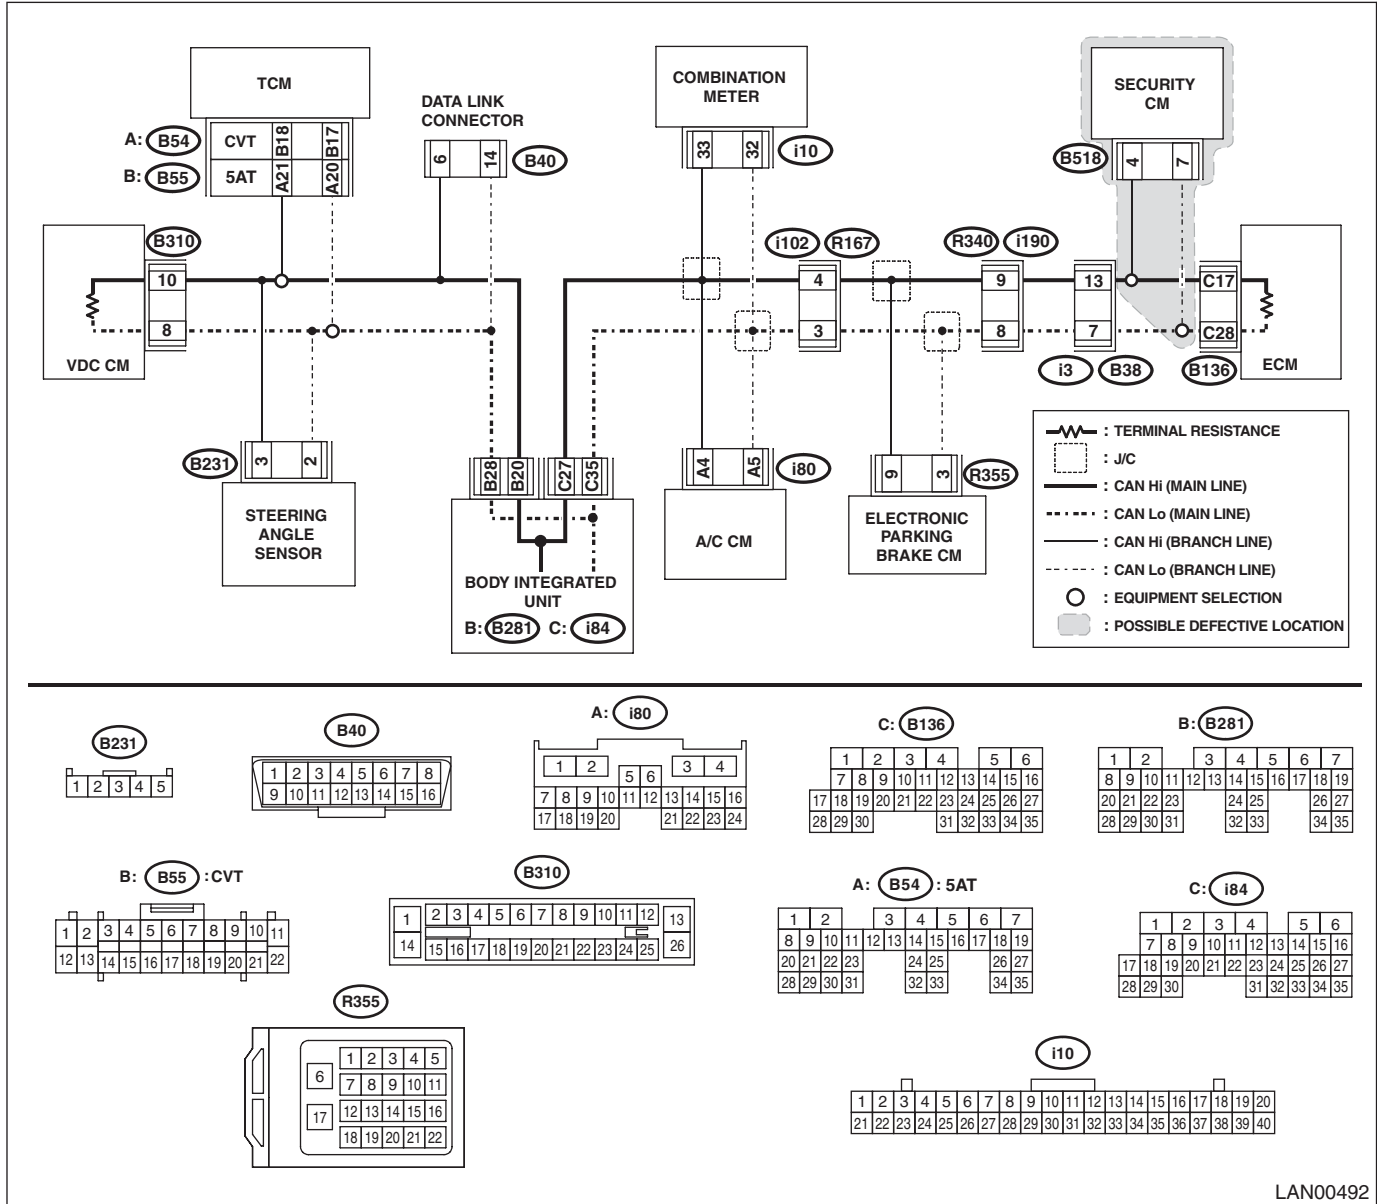 TCM
A: B54 CVT B18 B17
B: B55 5AT A21 A20
DATA LINK
CONNECTOR
6 14 B40
COMBINATION
METER
33 32 i10
SECURITY
CM
B518 4 7
B310
10
8
VDC CM
i102 R167
4
3
R340 i190
9
8
13
7
i3 B38
C17
C28
B136
ECM
B231 3 2
STEERING
ANGLE
SENSOR
B28 B20 C27 C35
BODY INTEGRATED
UNIT
B: B281 C: i84
A4 A5 i80
A/C CM
9 3 R355
ELECTRONIC
PARKING
BRAKE CM
: TERMINAL RESISTANCE
: J/C
: CAN Hi (MAIN LINE)
: CAN Lo (MAIN LINE)
: CAN Hi (BRANCH LINE)
: CAN Lo (BRANCH LINE)
: EQUIPMENT SELECTION
: POSSIBLE DEFECTIVE LOCATION
B231
1 2 3 4 5
B40
1 2 3 4 5 6 7 8
9 10 11 12 13 14 15 16
A: i80
1 2 3 4
5 6
7 8 9 10 11 12 13 14 15 16
17 18 19 20 21 22 23 24
C: B136
1 2 3 4 5 6
7 8 9 10 11 12 13 14 15 16
17 18 19 20 21 22 23 24 25 26 27
28 29 30 31 32 33 34 35
B: B281
1 2 3 4 5 6 7
8 9 10 11 12 13 14 15 16 17 18 19
20 21 22 23 24 25 26 27
28 29 30 31 32 33 34 35
B: B55 :CVT
1 2 3 4 5 6 7 8 9 10 11
12 13 14 15 16 17 18 19 20 21 22
B310
1 2 3 4 5 6 7 8 9 10 11 12 13
14 15 16 17 18 19 20 21 22 23 24 25 26
A: B54 : 5AT
1 2 3 4 5 6 7
8 9 10 11 12 13 14 15 16 17 18 19
20 21 22 23 24 25 26 27
28 29 30 31 32 33 34 35
C: i84
1 2 3 4 5 6
7 8 9 10 11 12 13 14 15 16
17 18 19 20 21 22 23 24 25 26 27
28 29 30 31 32 33 34 35
R355
1 2 3 4 5
6
7 8 9 10 11
12 13 14 15 16
17
18 19 20 21 22
i10
1 2 3 4 5 6 7 8 9 10 11 12 13 14 15 16 17 18 19 20
21 22 23 24 25 26 27 28 29 30 31 32 33 34 35 36 37 38 39 40
LAN00492